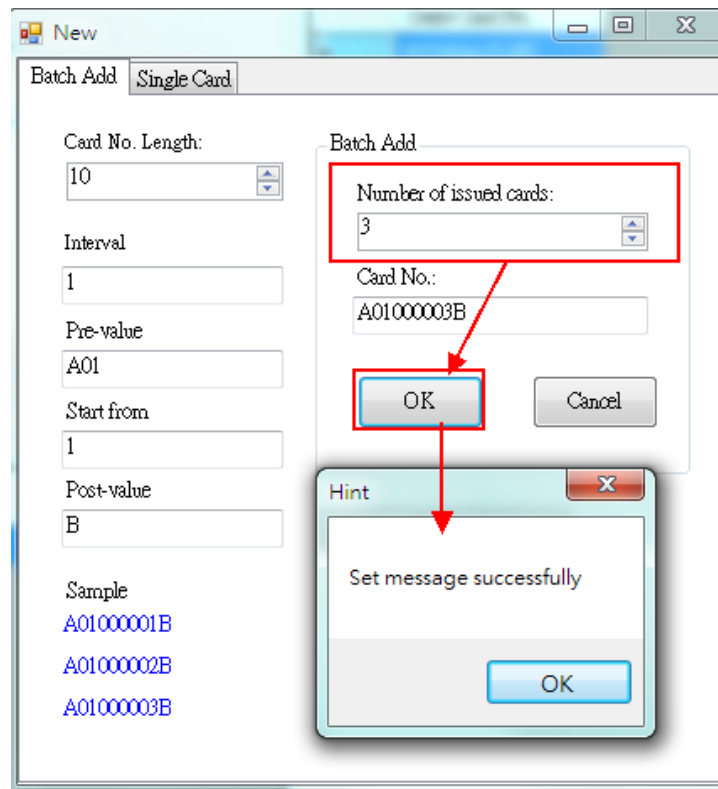 New
Batch Add
Single Card
Card No. Length:
10
Interval
1
Pre-value
A01
Start from
1
Post-value
B
Sample
A01000001B
A01000002B
A01000003B
Batch Add
Number of issued cards:
3
Card No.:
A01000003B
OK
Cancel
Hint
Set message successfully
OK